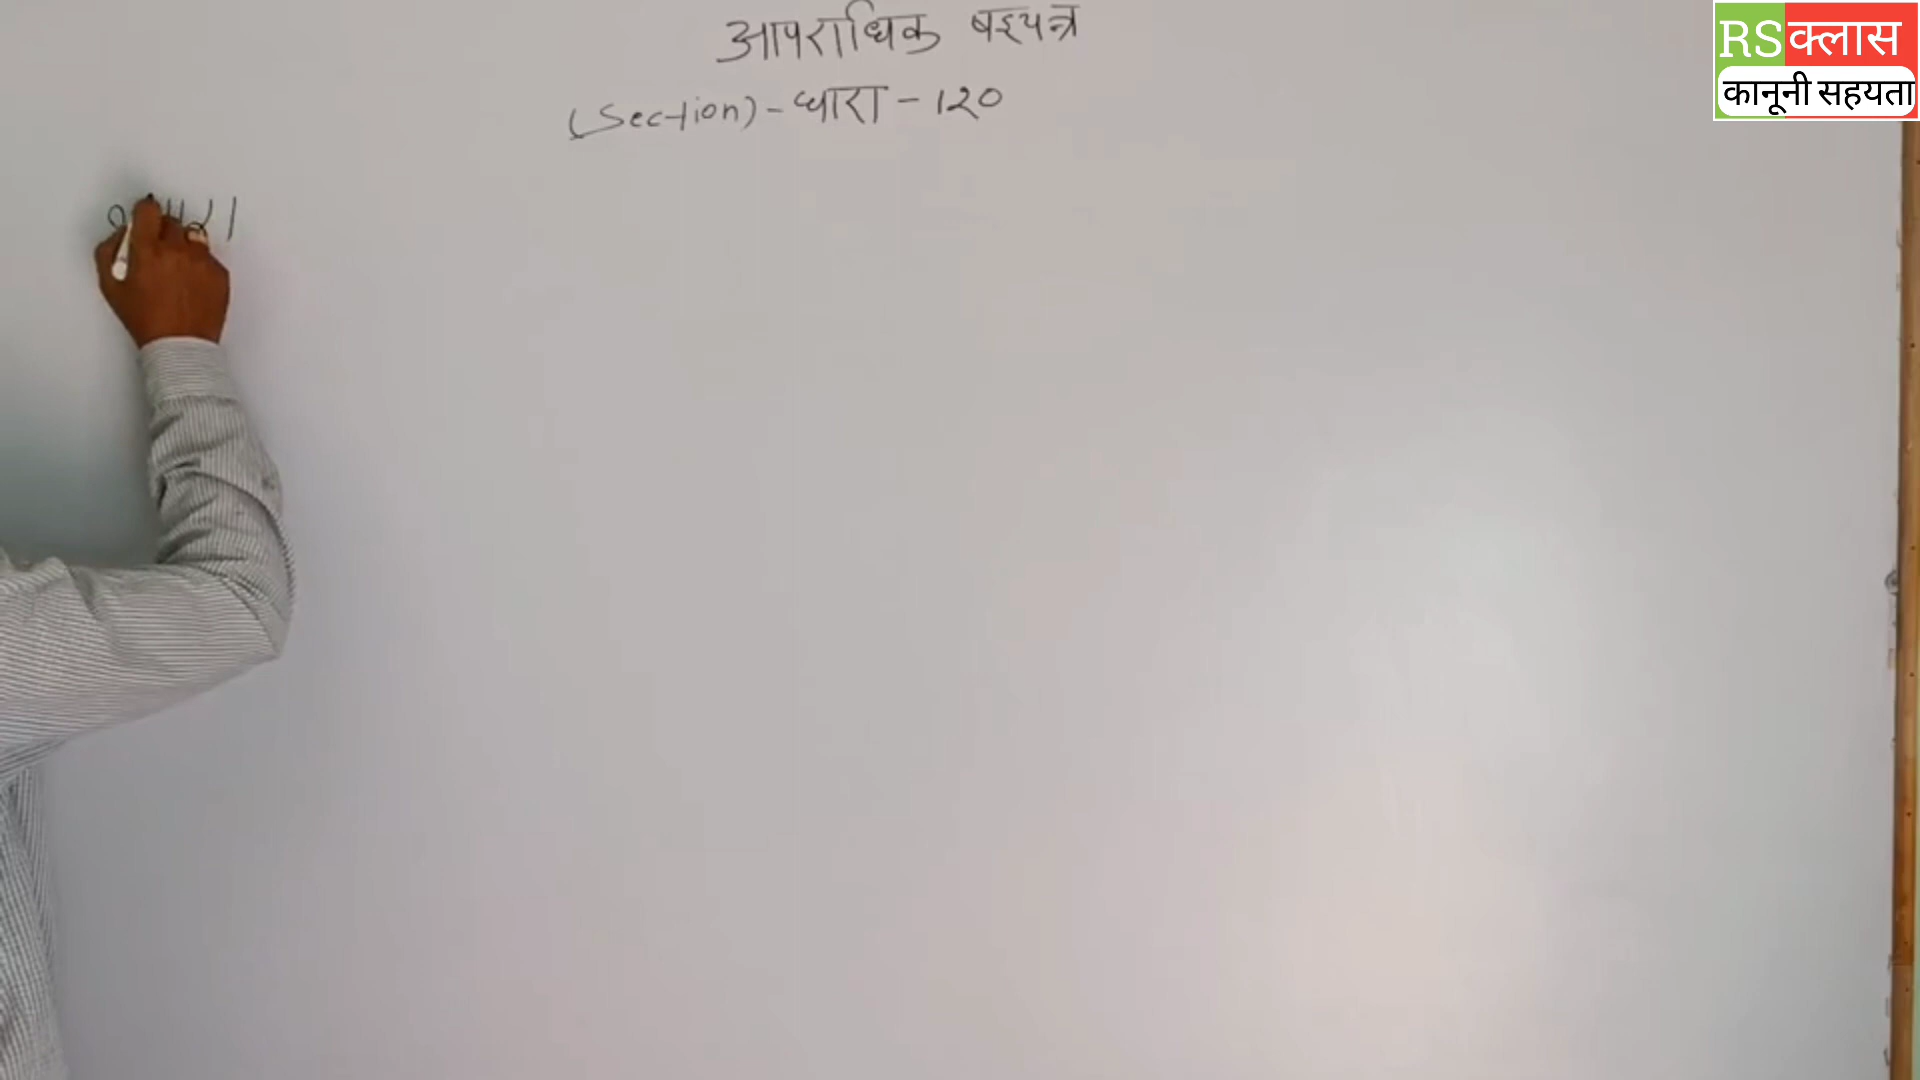 आपराधिक षड्यन्त्र
(Section) - धारा - 120
RS क्लास
कानूनी सहयता